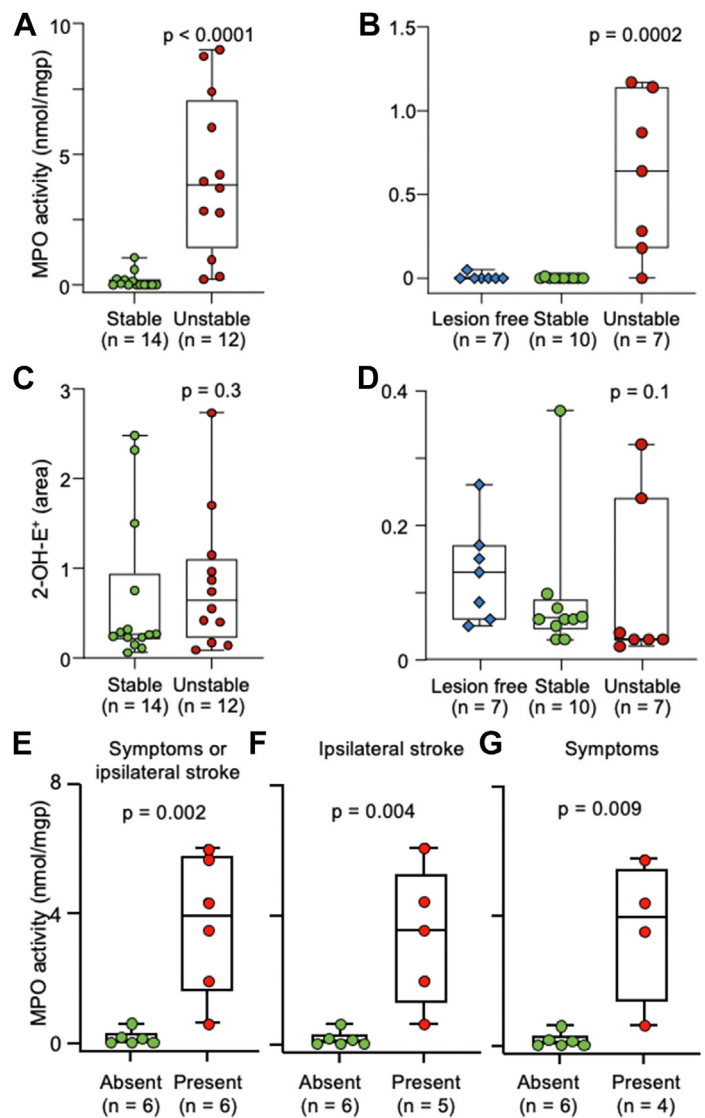 A
B
p < 0.0001
p = 0.0002
MPO activity (nmol/mgp)
10
5
0
1.5
1.0
0.5
0
Stable Unstable
(n = 14) (n = 12)
Lesion free Stable Unstable
(n = 7) (n = 10) (n = 7)
C
D
p = 0.3
p = 0.1
2-OH-E⁺ (area)
3
2
1
0
0.4
0.2
0
Stable Unstable
(n = 14) (n = 12)
Lesion free Stable Unstable
(n = 7) (n = 10) (n = 7)
E
Symptoms or
ipsilateral stroke
F
Ipsilateral stroke
G
Symptoms
p = 0.002
p = 0.004
p = 0.009
MPO activity (nmol/mgp)
8
4
0
Absent Present
(n = 6) (n = 6)
Absent Present
(n = 6) (n = 5)
Absent Present
(n = 6) (n = 4)